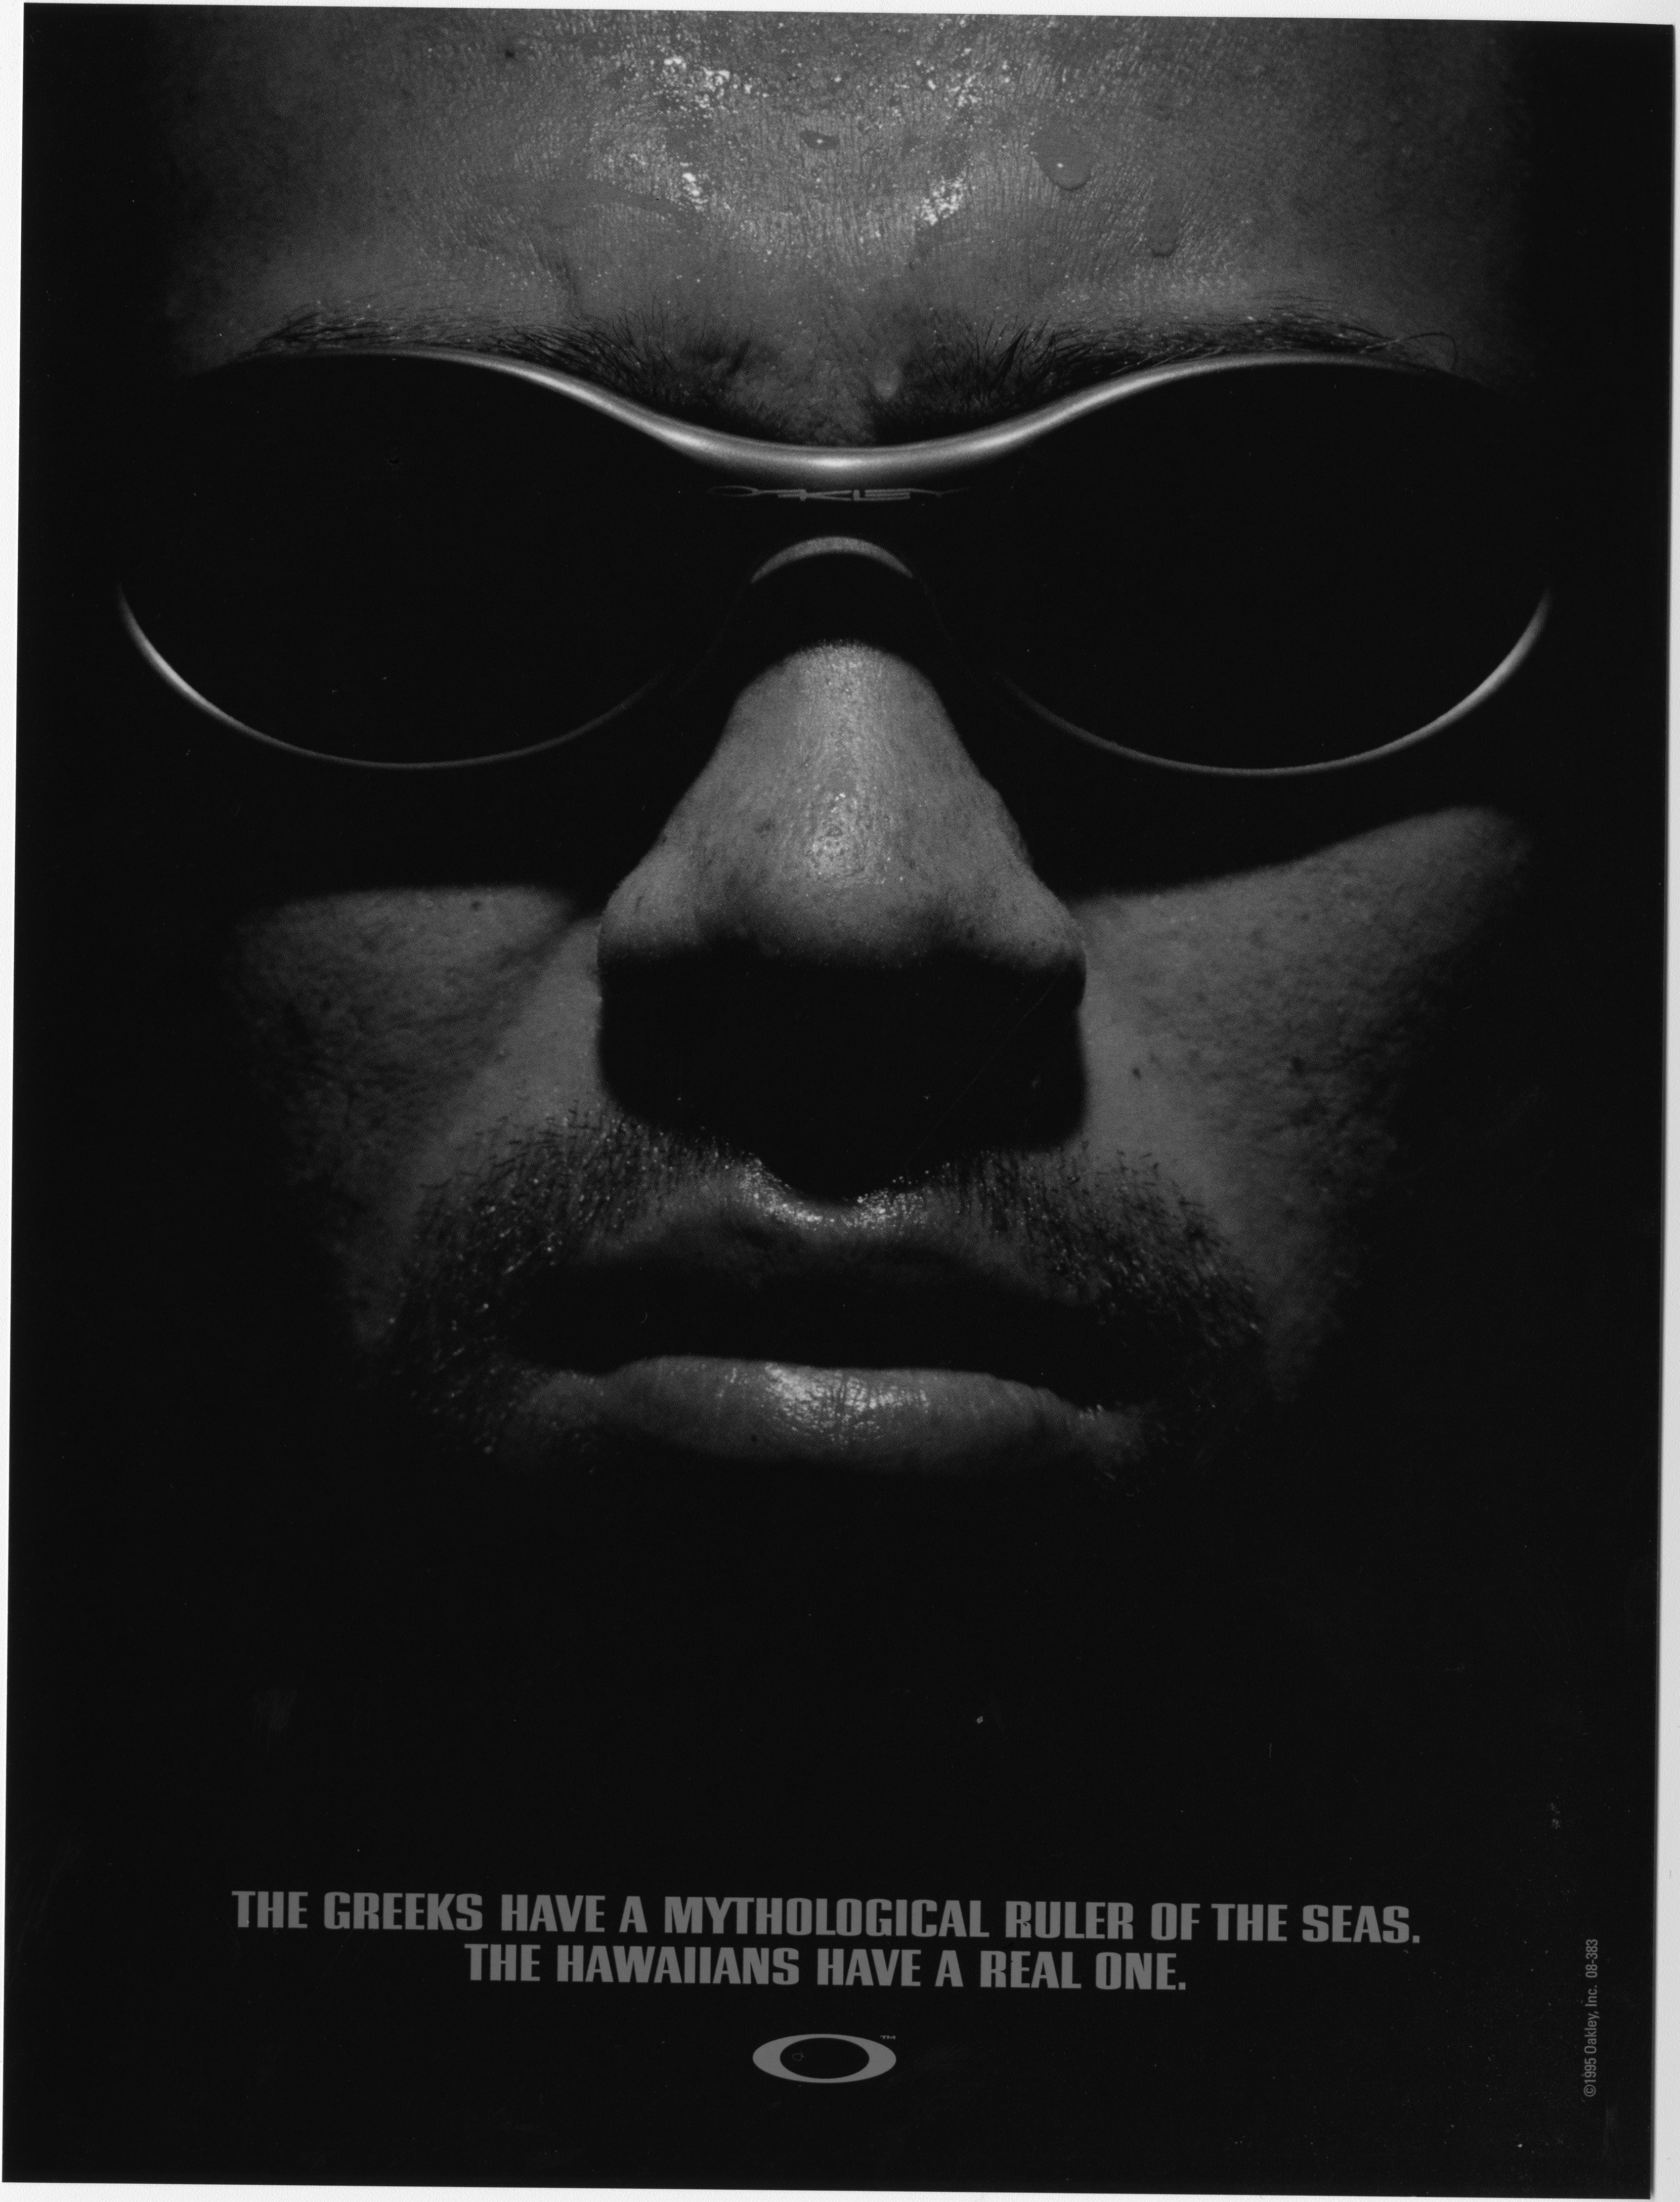 OAKLEY
THE GREEKS HAVE A MYTHOLOGICAL RULER OF THE SEAS.
THE HAWAIIANS HAVE A REAL ONE.
™
©1995 Oakley, Inc. 08-383